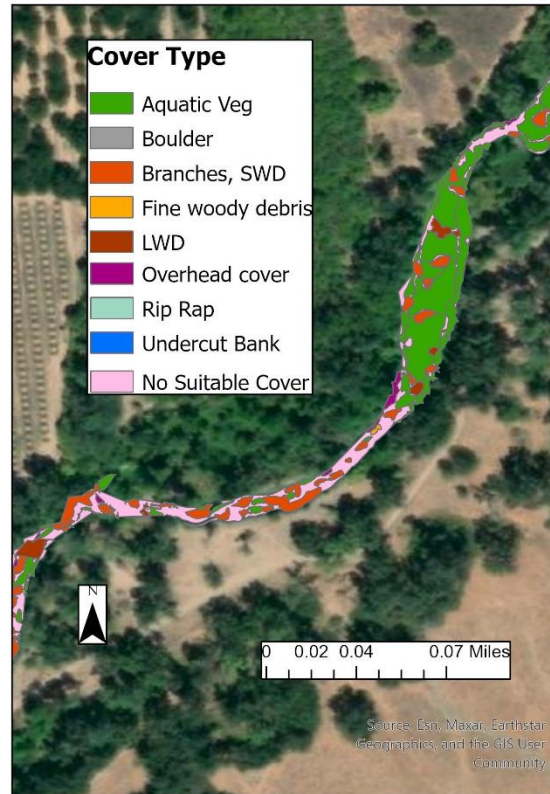 Cover Type
Aquatic Veg
Boulder
Branches, SWD
Fine woody debris
LWD
Overhead cover
Rip Rap
Undercut Bank
No Suitable Cover
N
0 0.02 0.04 0.07 Miles
Source: Esri, Maxar, Earthstar
Geographics, and the GIS User
Community